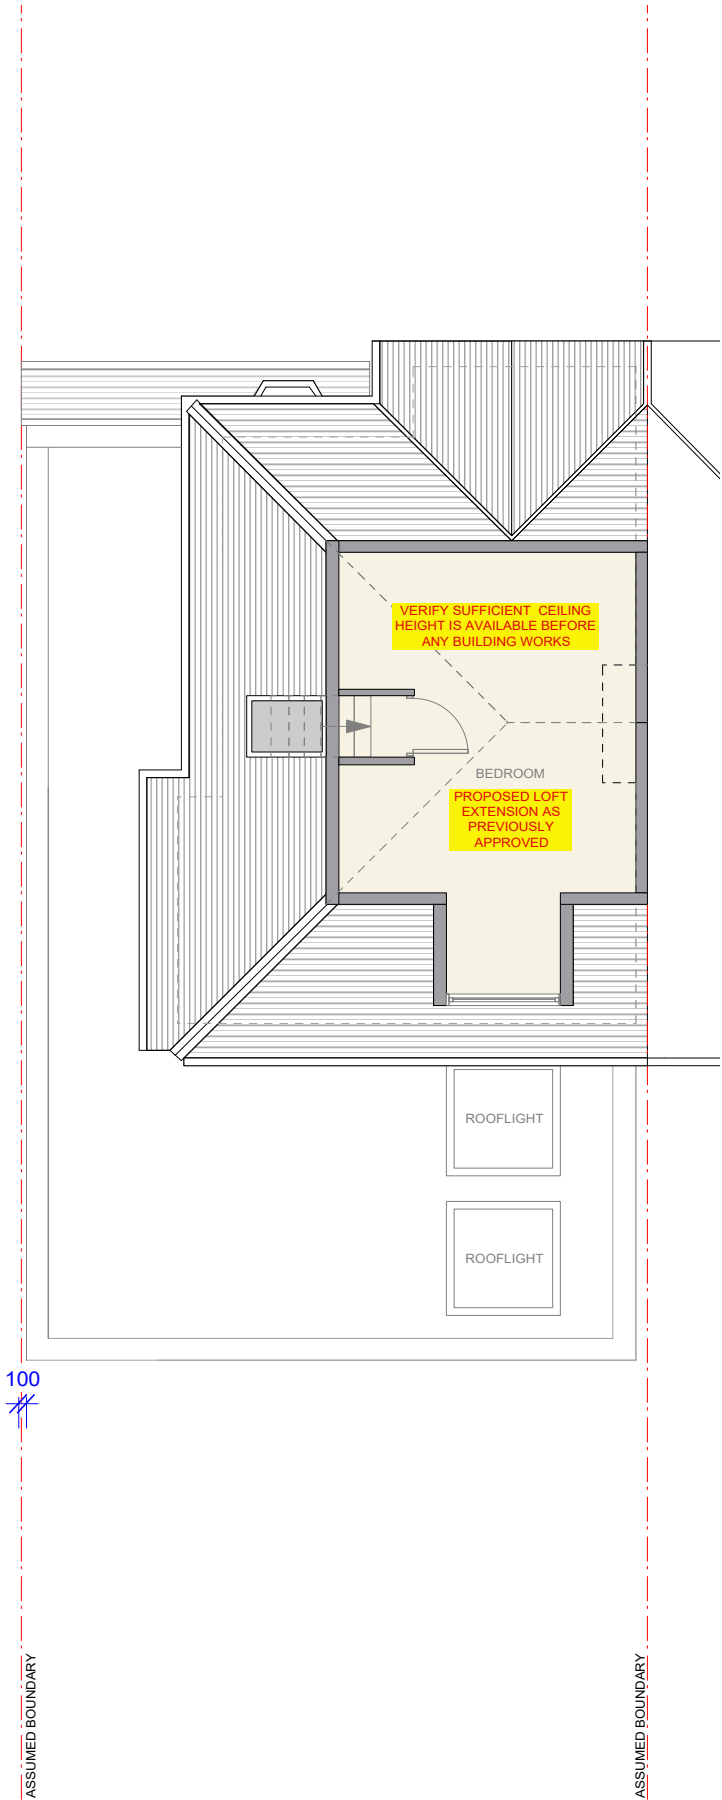 VERIFY SUFFICIENT CEILING
HEIGHT IS AVAILABLE BEFORE
ANY BUILDING WORKS
BEDROOM
PROPOSED LOFT
EXTENSION AS
PREVIOUSLY
APPROVED
ROOFLIGHT
ROOFLIGHT
100
ASSUMED BOUNDARY
ASSUMED BOUNDARY